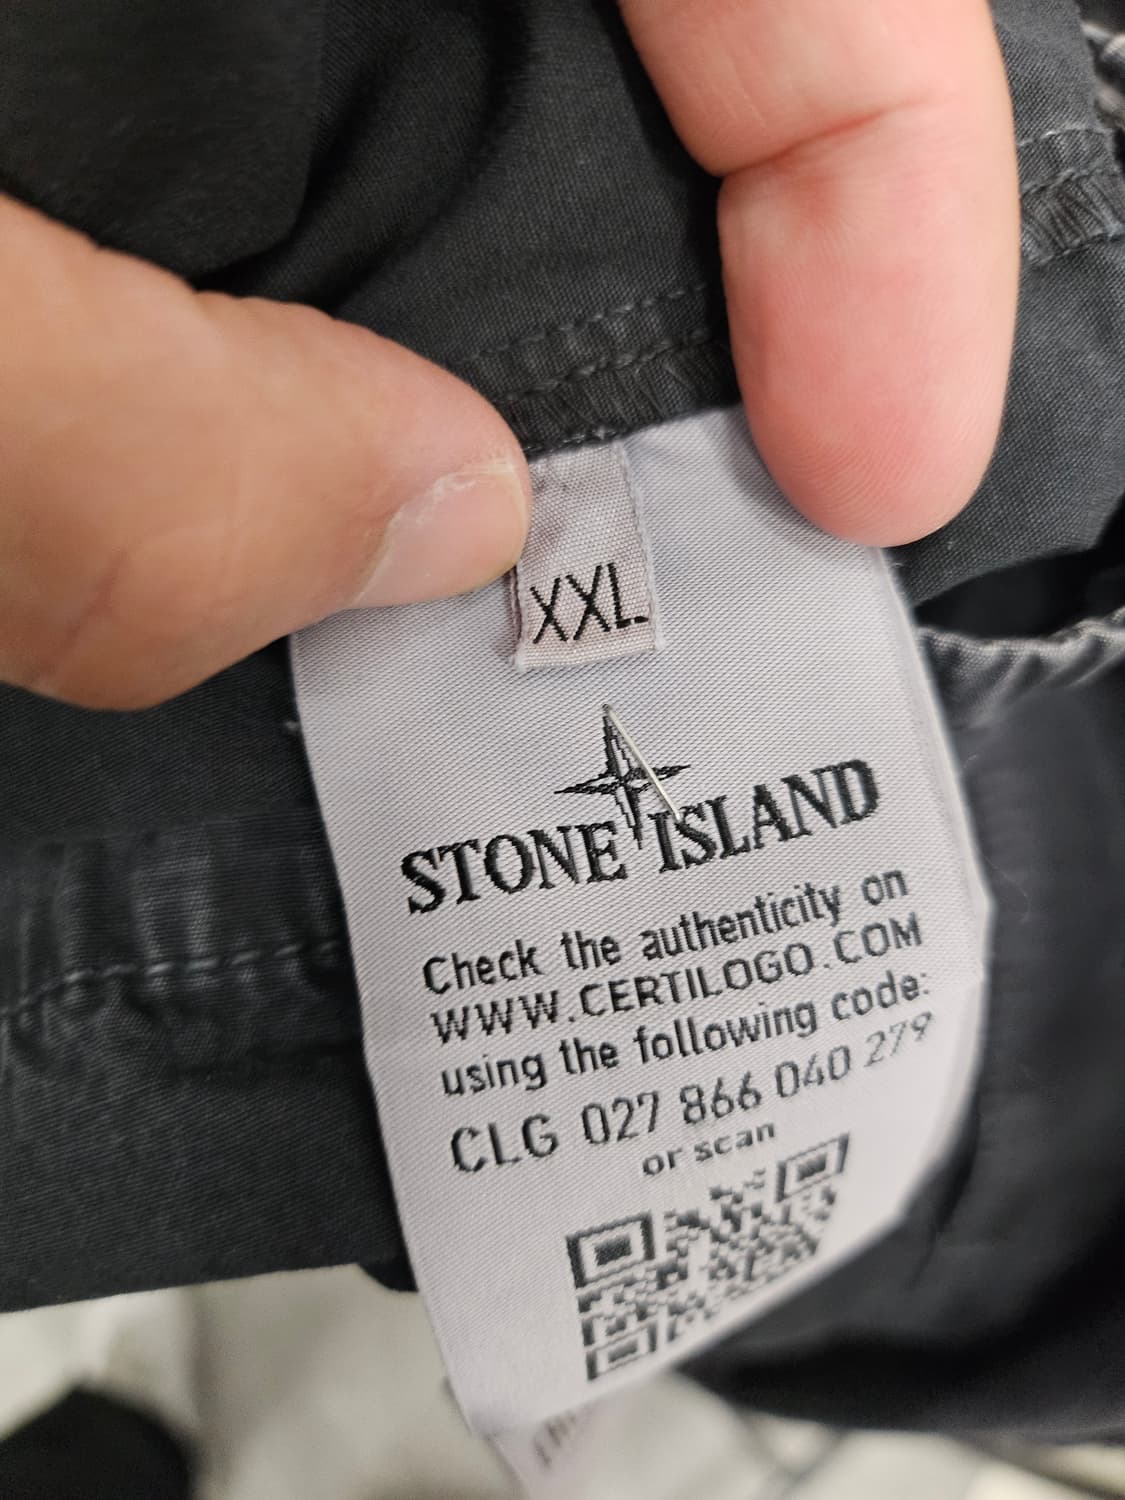 XXL
STONE ISLAND
Check the authenticity on
WWW.CERTILOGO.COM
using the following code:
CLG 027 866 040 279
or scan